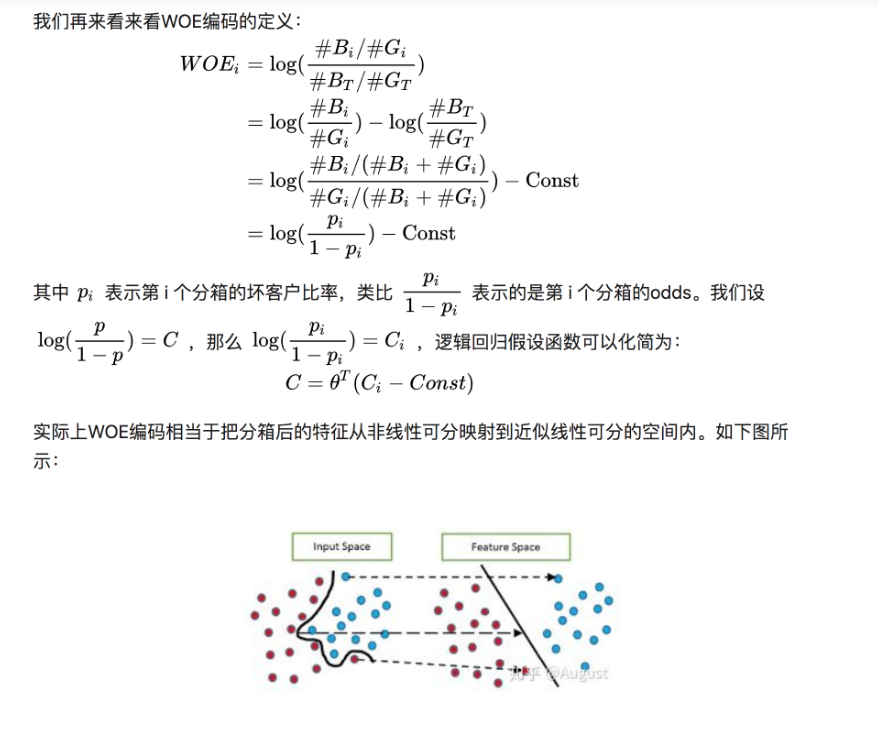 我们再来看来看WOE编码的定义：
WOE_i = log( (#B_i/#G_i) / (#B_T/#G_T) )
= log(#B_i / #G_i) − log(#B_T / #G_T)
= log( (#B_i/(#B_i + #G_i)) / (#G_i/(#B_i + #G_i)) ) − Const
= log(p_i / (1 − p_i)) − Const
其中 p_i 表示第 i 个分箱的坏客户比率，类比 p_i / (1 − p_i) 表示的是第 i 个分箱的odds。我们设
log(p / (1 − p)) = C ，那么 log(p_i / (1 − p_i)) = C_i ，逻辑回归假设函数可以化简为：
C = θ^T (C_i − Const)
实际上WOE编码相当于把分箱后的特征从非线性可分映射到近似线性可分的空间内。如下图所
示：
Input Space
Feature Space
知乎 @August